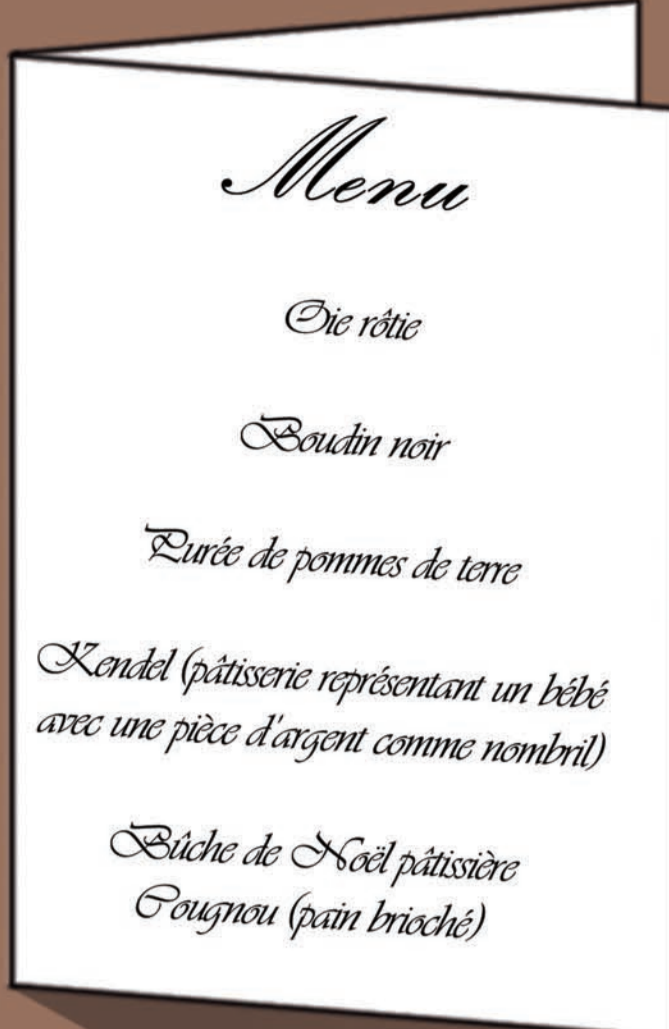 Menu
Oie rôtie
Boudin noir
Purée de pommes de terre
Kendel (pâtisserie représentant un bébé
avec une pièce d'argent comme nombril)
Bûche de Noël pâtissière
Cougnou (pain brioché)